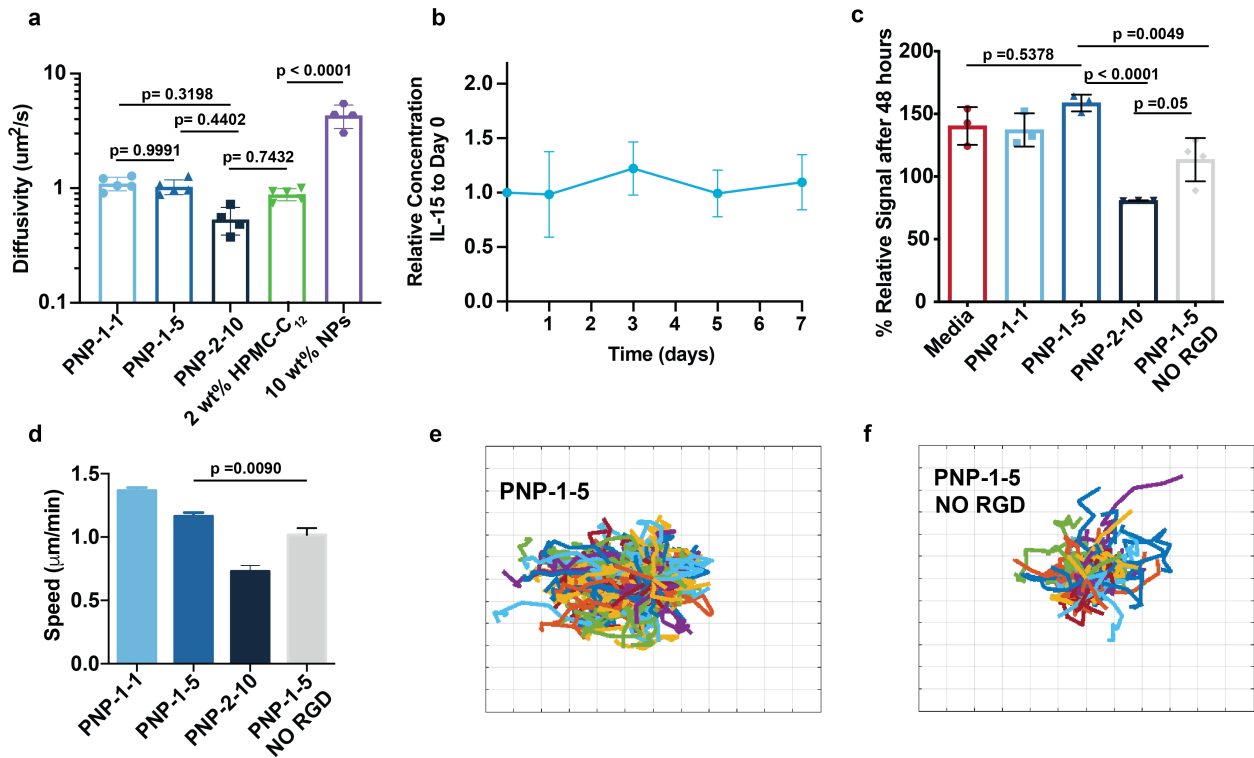 a
Diffusivity (um²/s)
10
1
0.1
p < 0.0001
p= 0.3198
p= 0.4402
p= 0.9991
p= 0.7432
PNP-1-1
PNP-1-5
PNP-2-10
2 wt% HPMC-C₁₂
10 wt% NPs
b
Relative Concentration
IL-15 to Day 0
2.0
1.5
1.0
0.5
0.0
1 2 3 4 5 6 7
Time (days)
c
% Relative Signal after 48 hours
200
150
100
50
0
p =0.0049
p =0.5378
p < 0.0001
p =0.05
Media
PNP-1-1
PNP-1-5
PNP-2-10
PNP-1-5
NO RGD
d
Speed (μm/min)
1.5
1.0
0.5
0.0
p =0.0090
PNP-1-1
PNP-1-5
PNP-2-10
PNP-1-5
NO RGD
e
PNP-1-5
f
PNP-1-5
NO RGD